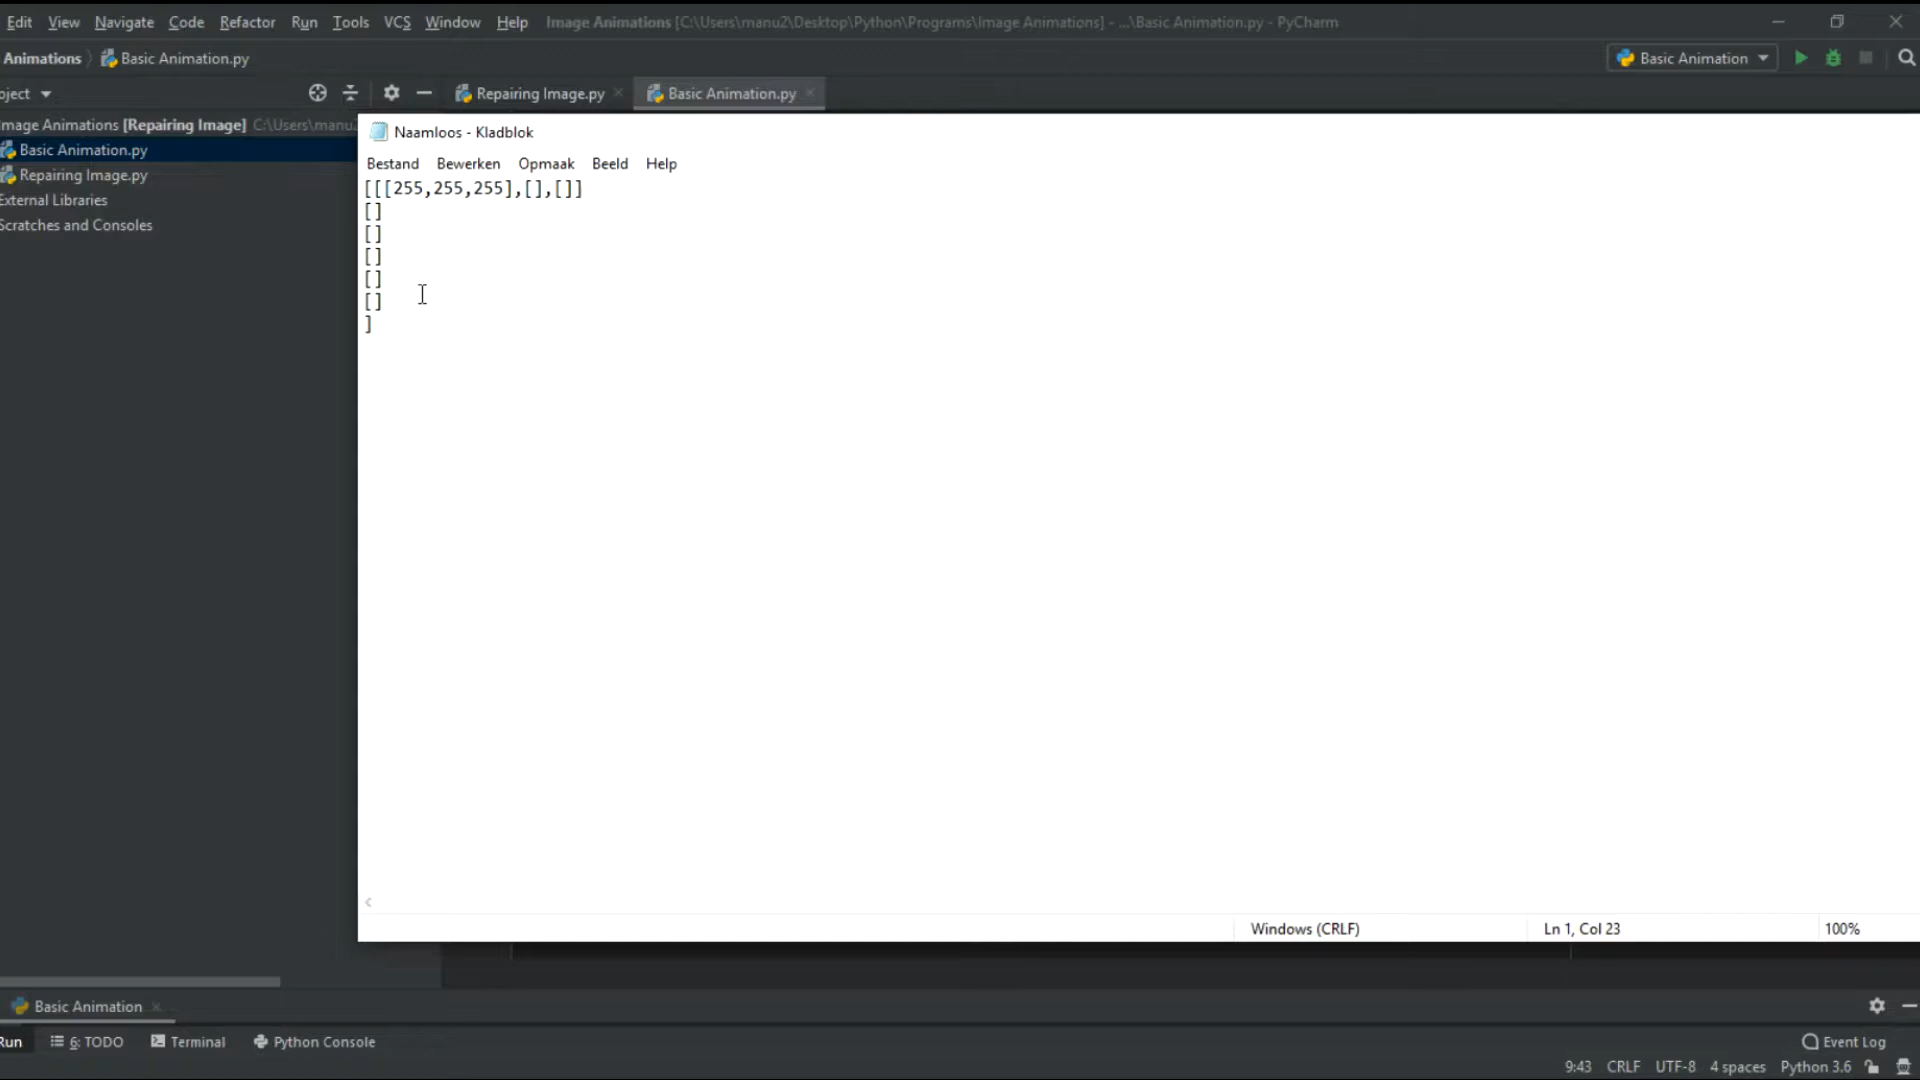 Edit View Navigate Code Refactor Run Tools VCS Window Help Image Animations [C:\Users\manu2\Desktop\Python\Programs\Image Animations] - ...\Basic Animation.py - PyCharm
Animations Basic Animation.py Basic Animation
oject Repairing Image.py Basic Animation.py
mage Animations [Repairing Image] C:\Users\manu2
Basic Animation.py
Repairing Image.py
External Libraries
Scratches and Consoles
Naamloos - Kladblok
Bestand Bewerken Opmaak Beeld Help
[[[255,255,255],[],[]]
[]
[]
[]
[]
[]
]
Windows (CRLF) Ln 1, Col 23 100%
Basic Animation
Run 6: TODO Terminal Python Console Event Log
9:43 CRLF UTF-8 4 spaces Python 3.6